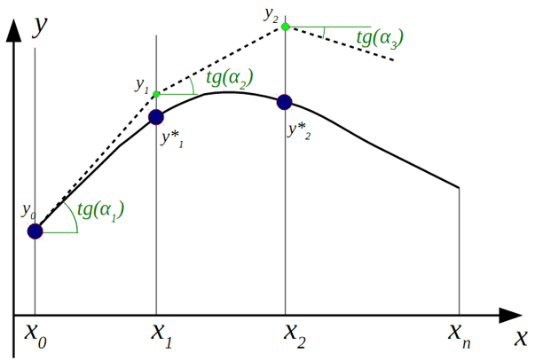 y
y₂
tg(α₃)
y₁
tg(α₂)
y*₁
y*₂
y₀
tg(α₁)
x₀
x₁
x₂
xₙ
x